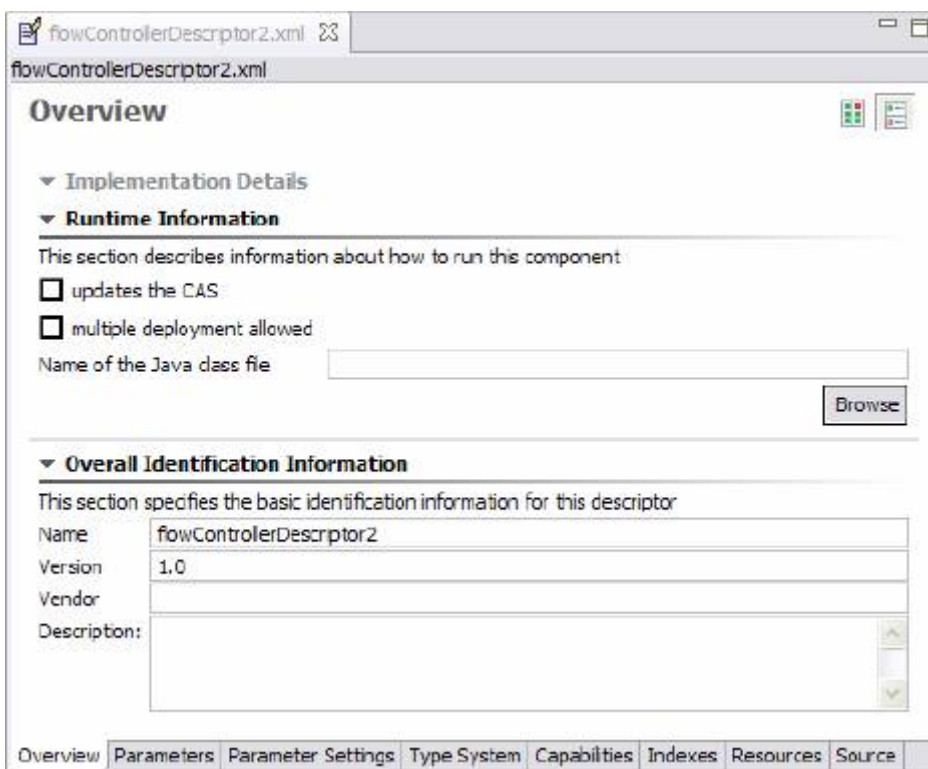 flowControllerDescriptor2.xml
flowControllerDescriptor2.xml
Overview
Implementation Details
Runtime Information
This section describes information about how to run this component
updates the CAS
multiple deployment allowed
Name of the Java class file
Browse
Overall Identification Information
This section specifies the basic identification information for this descriptor
Name flowControllerDescriptor2
Version 1.0
Vendor
Description:
Overview Parameters Parameter Settings Type System Capabilities Indexes Resources Source